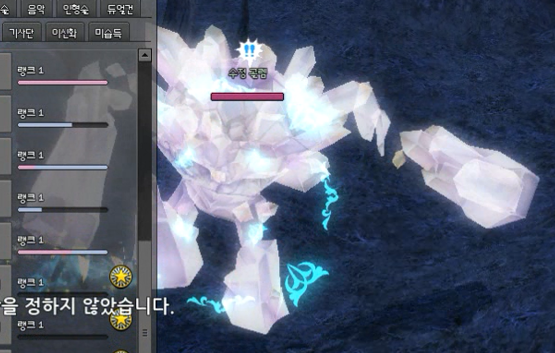 음악 인형술 듀얼건
기사단 이신화 미습득
수정 골렘
랭크 1
랭크 1
랭크 1
랭크 1
랭크 1
랭크 1
을 정하지 않았습니다.
랭크 1